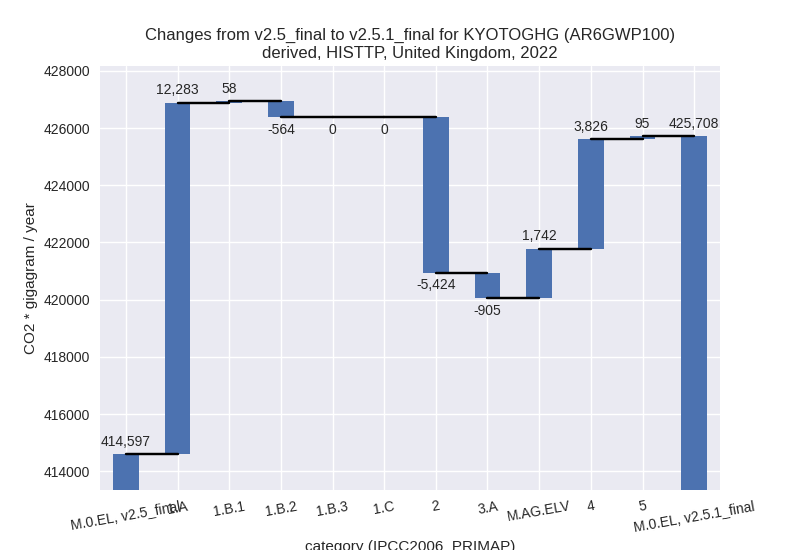 Changes from v2.5_final to v2.5.1_final for KYOTOGHG (AR6GWP100)
derived, HISTTP, United Kingdom, 2022
CO2 * gigagram / year
428000
426000
424000
422000
420000
418000
416000
414000
414,597
12,283
58
-564
0
0
-5,424
-905
1,742
3,826
95
425,708
M.0.EL, v2.5_final
1.A
1.B.1
1.B.2
1.B.3
1.C
2
3.A
M.AG.ELV
4
5
M.0.EL, v2.5.1_final
category (IPCC2006_PRIMAP)